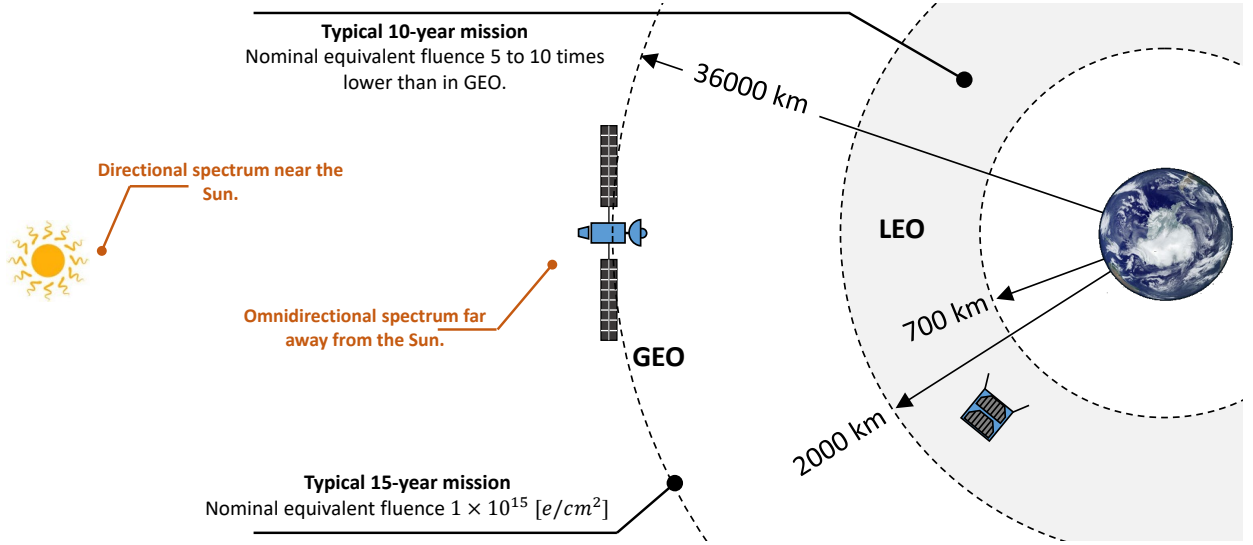 Typical 10-year mission
Nominal equivalent fluence 5 to 10 times
lower than in GEO.
36000 km
Directional spectrum near the
Sun.
LEO
700 km
Omnidirectional spectrum far
away from the Sun.
GEO
2000 km
Typical 15-year mission
Nominal equivalent fluence 1 × 10¹⁵ [e/cm²]